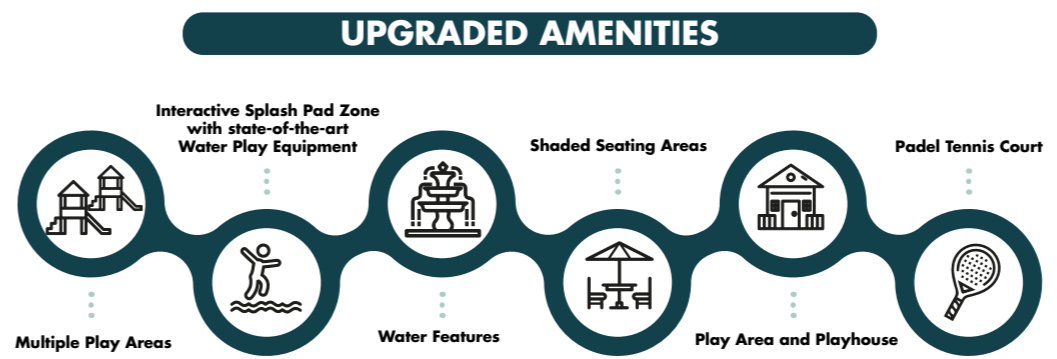 UPGRADED AMENITIES
Interactive Splash Pad Zone
with state-of-the-art
Water Play Equipment
Shaded Seating Areas
Padel Tennis Court
Multiple Play Areas
Water Features
Play Area and Playhouse